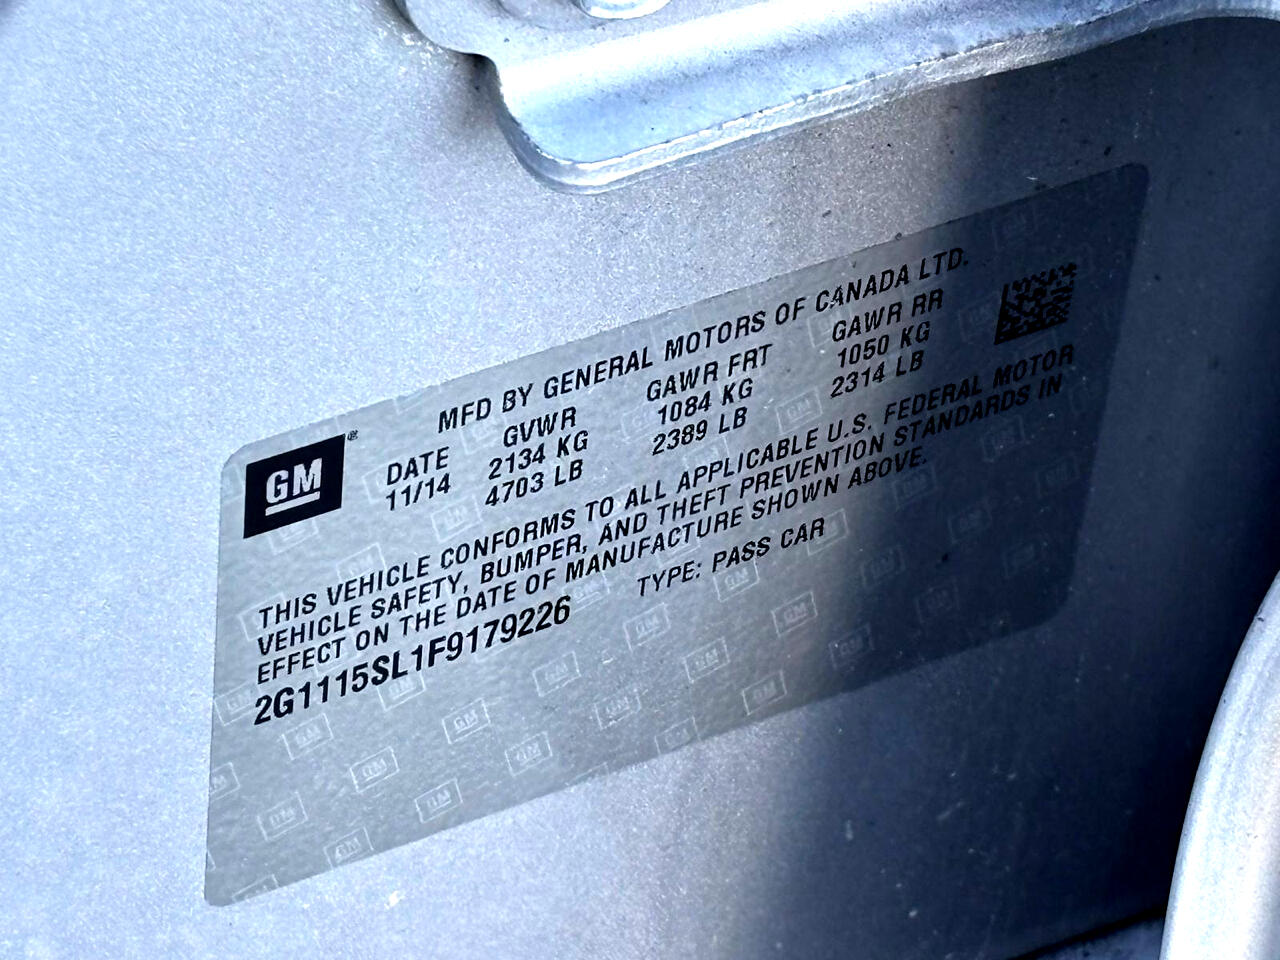 MFD BY GENERAL MOTORS OF CANADA LTD.
GM®
DATE GVWR GAWR FRT GAWR RR
11/14 2134 KG 1084 KG 1050 KG
4703 LB 2389 LB 2314 LB
THIS VEHICLE CONFORMS TO ALL APPLICABLE U.S. FEDERAL MOTOR
VEHICLE SAFETY, BUMPER, AND THEFT PREVENTION STANDARDS IN
EFFECT ON THE DATE OF MANUFACTURE SHOWN ABOVE.
2G1115SL1F9179226 TYPE: PASS CAR